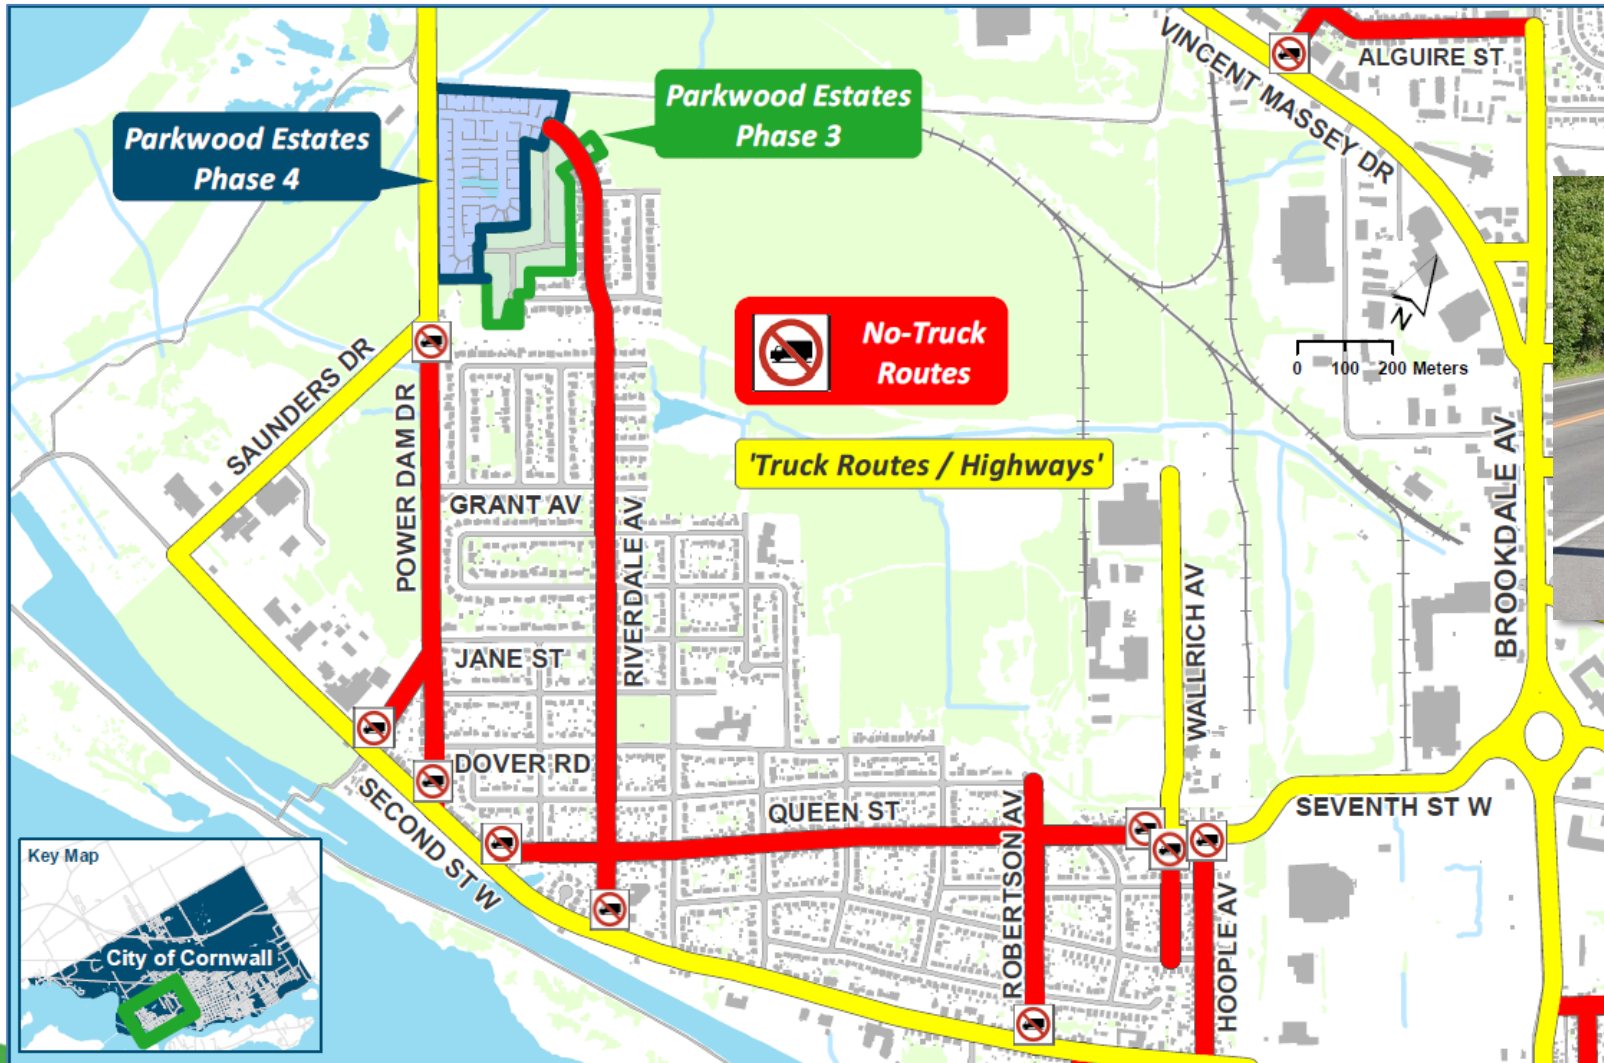 VINCENT MASSEY DR
ALGUIRE ST
Parkwood Estates
Phase 3
Parkwood Estates
Phase 4
No-Truck
Routes
N
0 100 200 Meters
SAUNDERS DR
POWER DAM DR
'Truck Routes / Highways'
BROOKDALE AV
GRANT AV
RIVERDALE AV
WALLRICH AV
JANE ST
DOVER RD
SECOND ST W
QUEEN ST
ROBERTSON AV
SEVENTH ST W
HOOPLE AV
Key Map
City of Cornwall